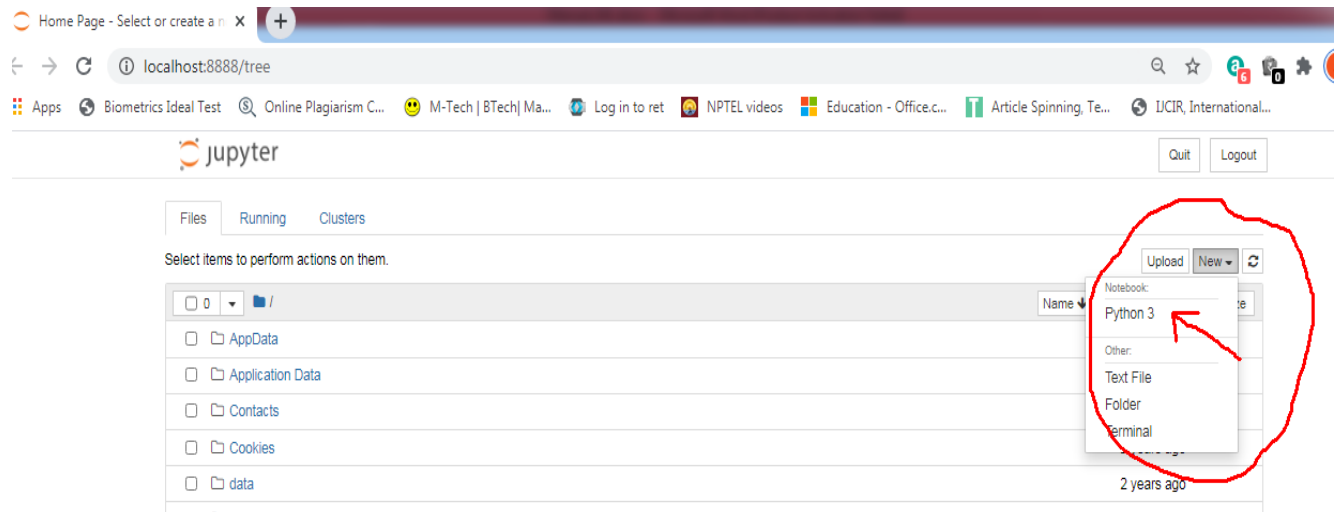 Home Page - Select or create a n
localhost:8888/tree
6
0
Apps Biometrics Ideal Test Online Plagiarism C... M-Tech | BTech| Ma... Log in to ret NPTEL videos Education - Office.c... Article Spinning, Te... IJCIR, International...
jupyter Quit Logout
Files Running Clusters
Select items to perform actions on them. Upload New
0 / Name
Notebook:
Python 3
Other:
Text File
Folder
Terminal
AppData
Application Data
Contacts
Cookies
data 2 years ago